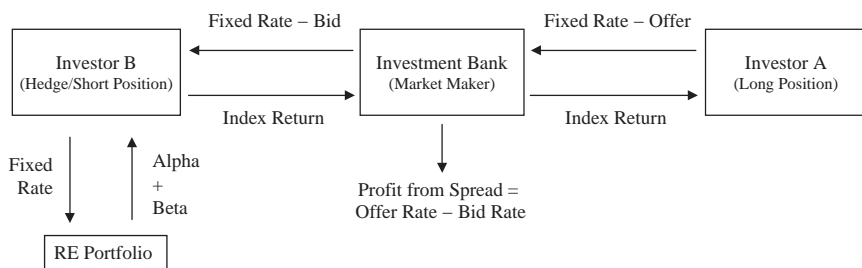 Fixed Rate – Bid
Fixed Rate – Offer
Investor B
(Hedge/Short Position)
Investment Bank
(Market Maker)
Investor A
(Long Position)
Index Return
Index Return
Fixed
Rate
Alpha
+
Beta
Profit from Spread =
Offer Rate – Bid Rate
RE Portfolio